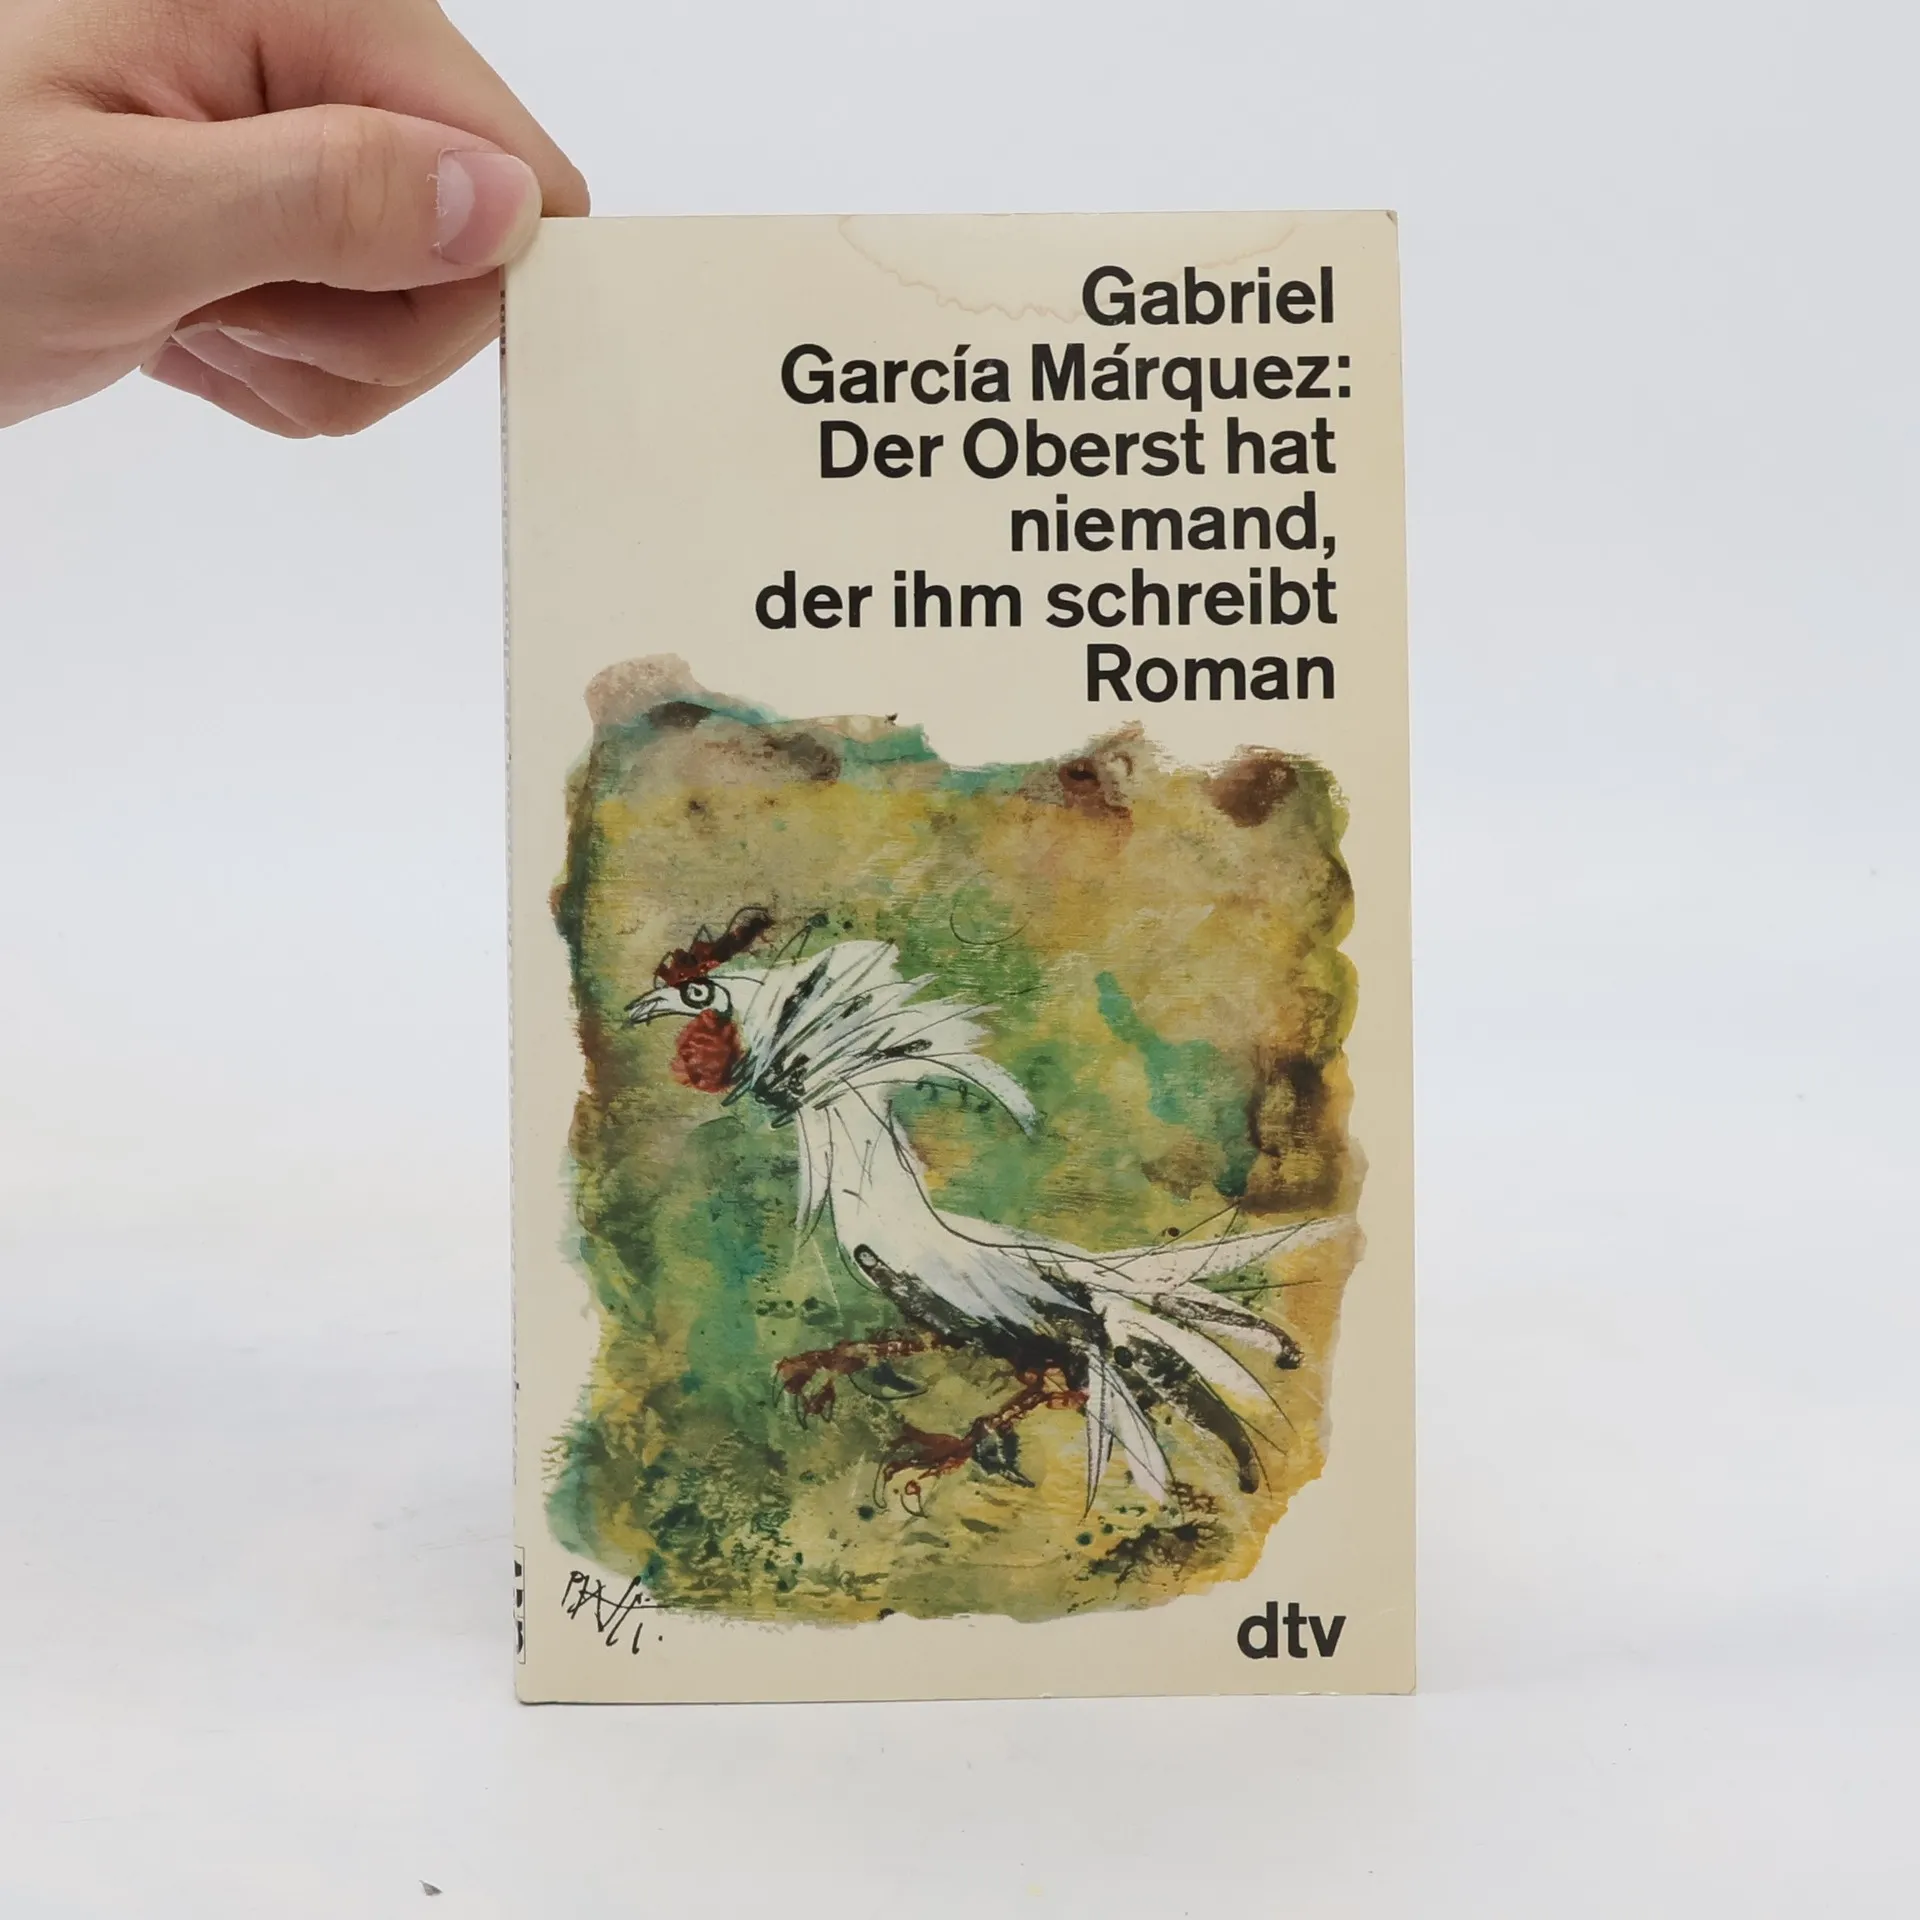 Gabriel
García Márquez:
Der Oberst hat
niemand,
der ihm schreibt
Roman
dtv